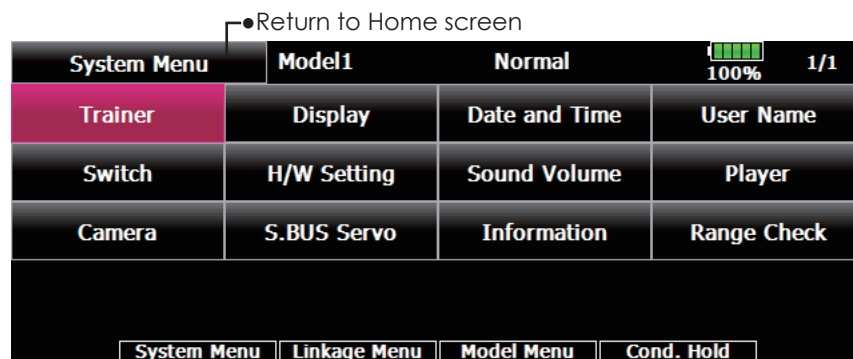 Return to Home screen
System Menu Model1 Normal 100% 1/1
Trainer Display Date and Time User Name
Switch H/W Setting Sound Volume Player
Camera S.BUS Servo Information Range Check
System Menu Linkage Menu Model Menu Cond. Hold